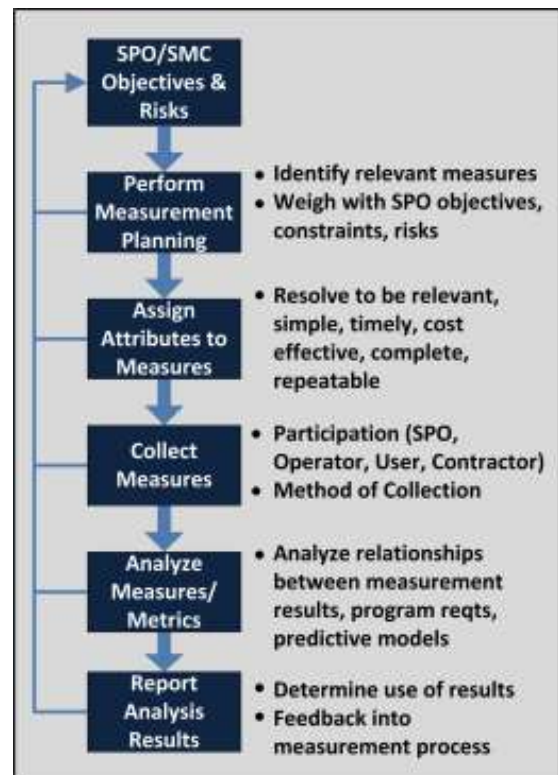 SPO/SMC
Objectives &
Risks
Perform
Measurement
Planning
• Identify relevant measures
• Weigh with SPO objectives,
constraints, risks
Assign
Attributes to
Measures
• Resolve to be relevant,
simple, timely, cost
effective, complete,
repeatable
Collect
Measures
• Participation (SPO,
Operator, User, Contractor)
• Method of Collection
Analyze
Measures/
Metrics
• Analyze relationships
between measurement
results, program reqts,
predictive models
Report
Analysis
Results
• Determine use of results
• Feedback into
measurement process